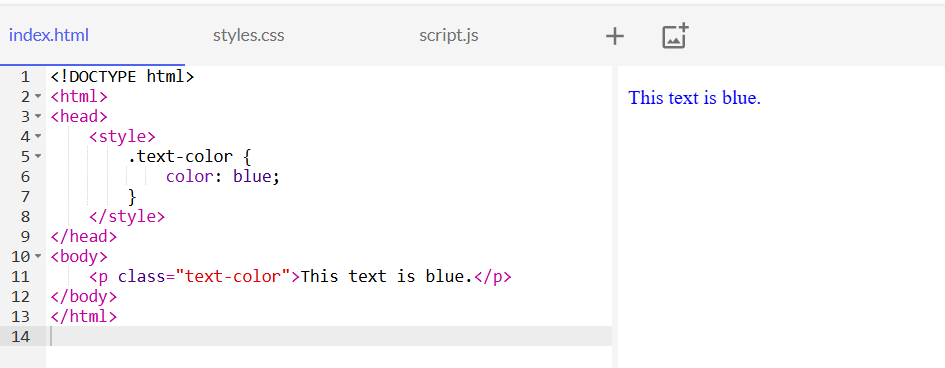 index.html styles.css script.js +
1 <!DOCTYPE html>
2 <html>
3 <head>
4     <style>
5         .text-color {
6             color: blue;
7         }
8     </style>
9 </head>
10 <body>
11     <p class="text-color">This text is blue.</p>
12 </body>
13 </html>
14
This text is blue.